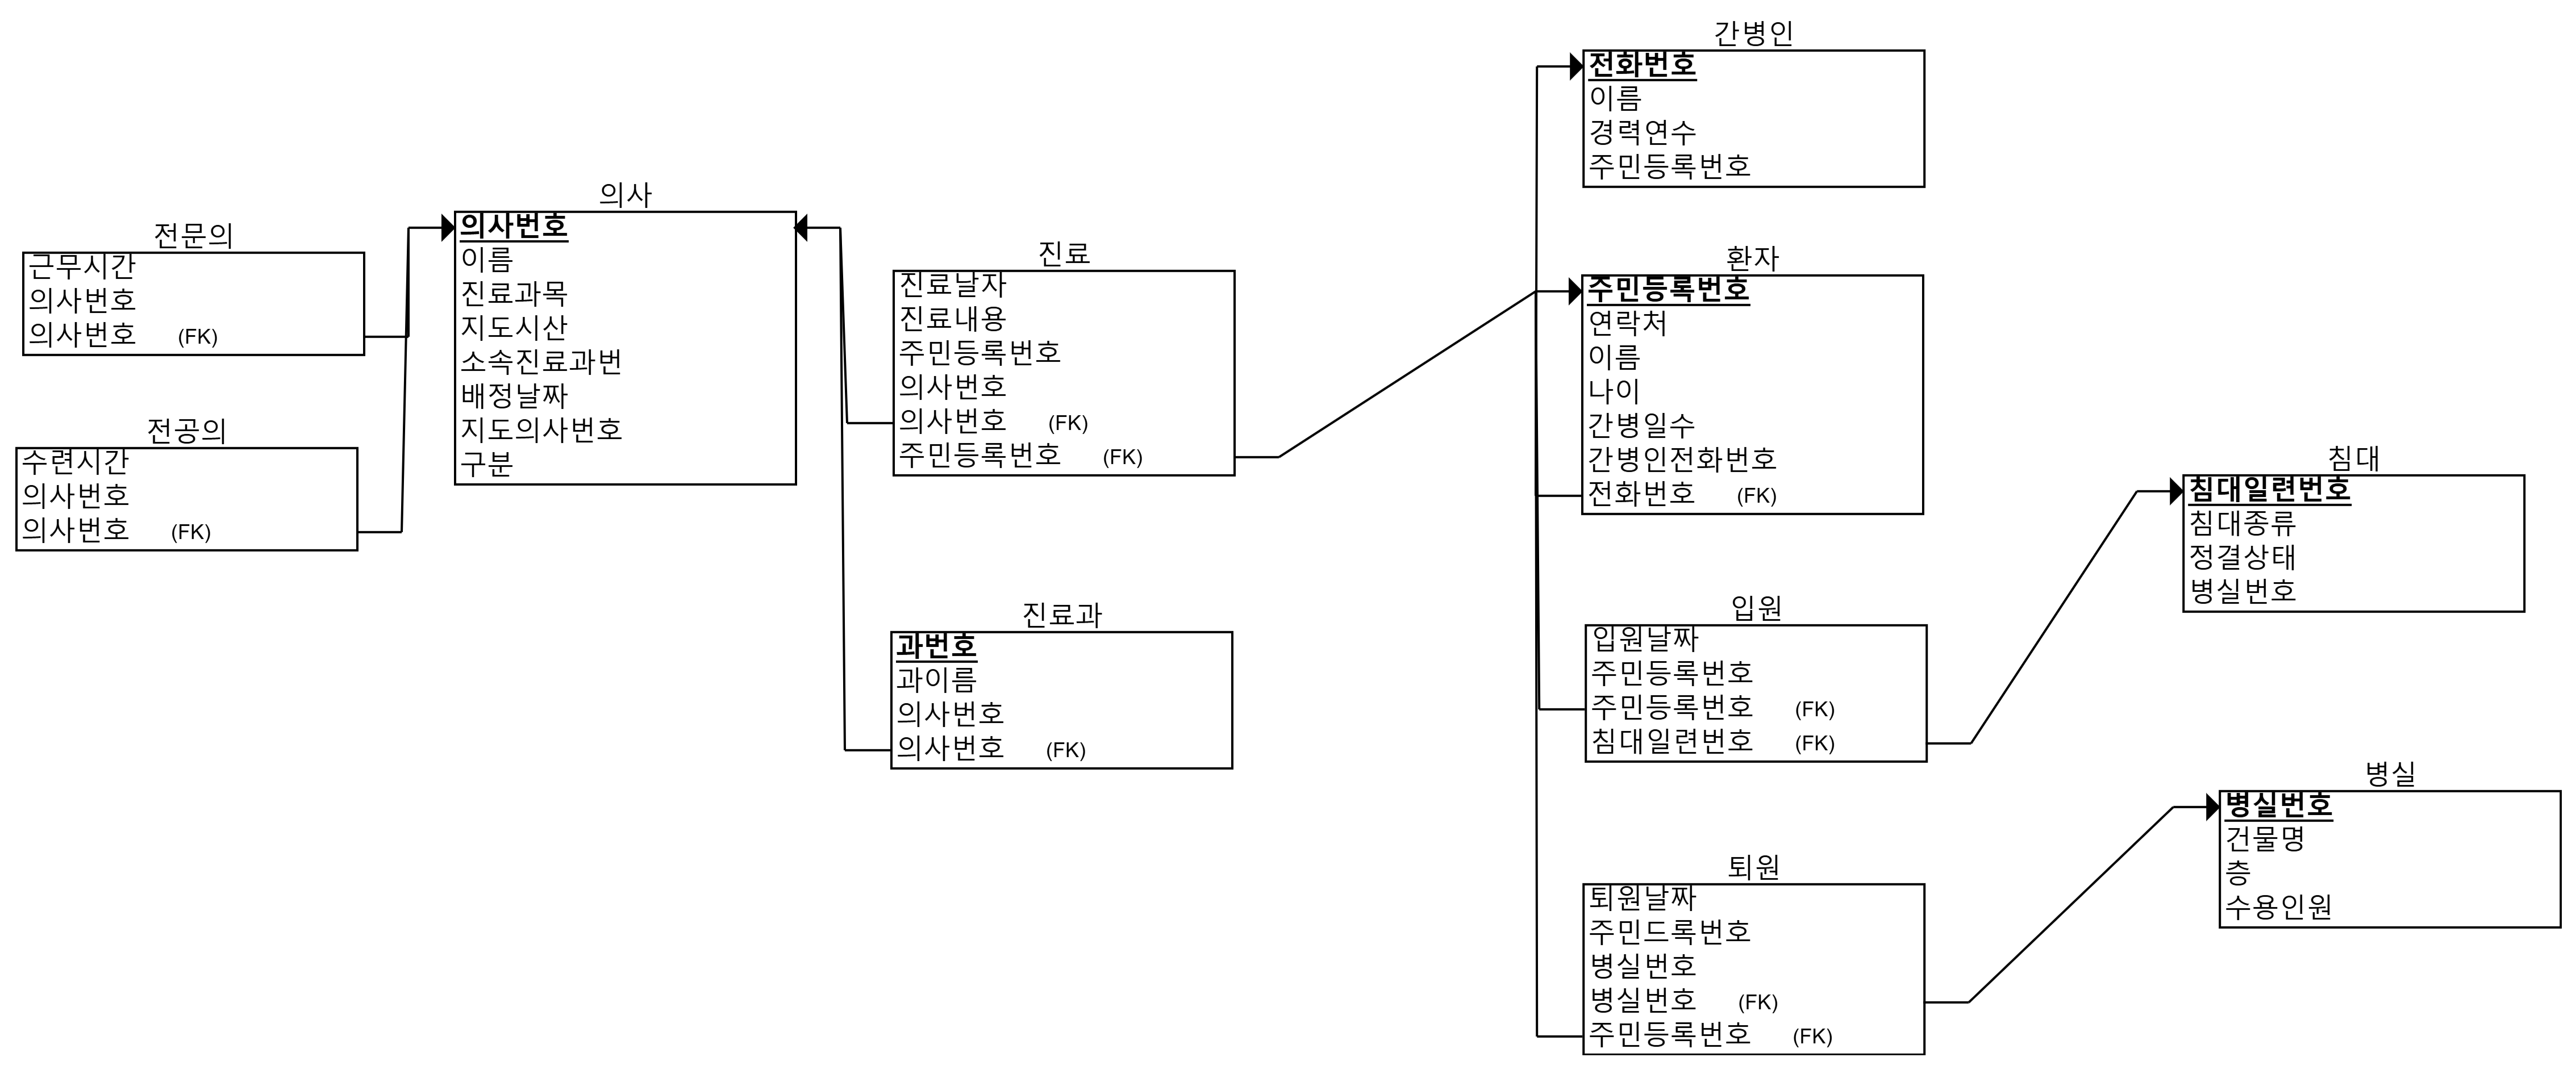 전문의
근무시간
의사번호
의사번호 (FK)
전공의
수련시간
의사번호
의사번호 (FK)
의사
의사번호
이름
진료과목
지도시산
소속진료과번
배정날짜
지도의사번호
구분
진료
진료날자
진료내용
주민등록번호
의사번호
의사번호 (FK)
주민등록번호 (FK)
진료과
과번호
과이름
의사번호
의사번호 (FK)
간병인
전화번호
이름
경력연수
주민등록번호
환자
주민등록번호
연락처
이름
나이
간병일수
간병인전화번호
전화번호 (FK)
입원
입원날짜
주민등록번호
주민등록번호 (FK)
침대일련번호 (FK)
퇴원
퇴원날짜
주민드록번호
병실번호
병실번호 (FK)
주민등록번호 (FK)
침대
침대일련번호
침대종류
정결상태
병실번호
병실
병실번호
건물명
층
수용인원